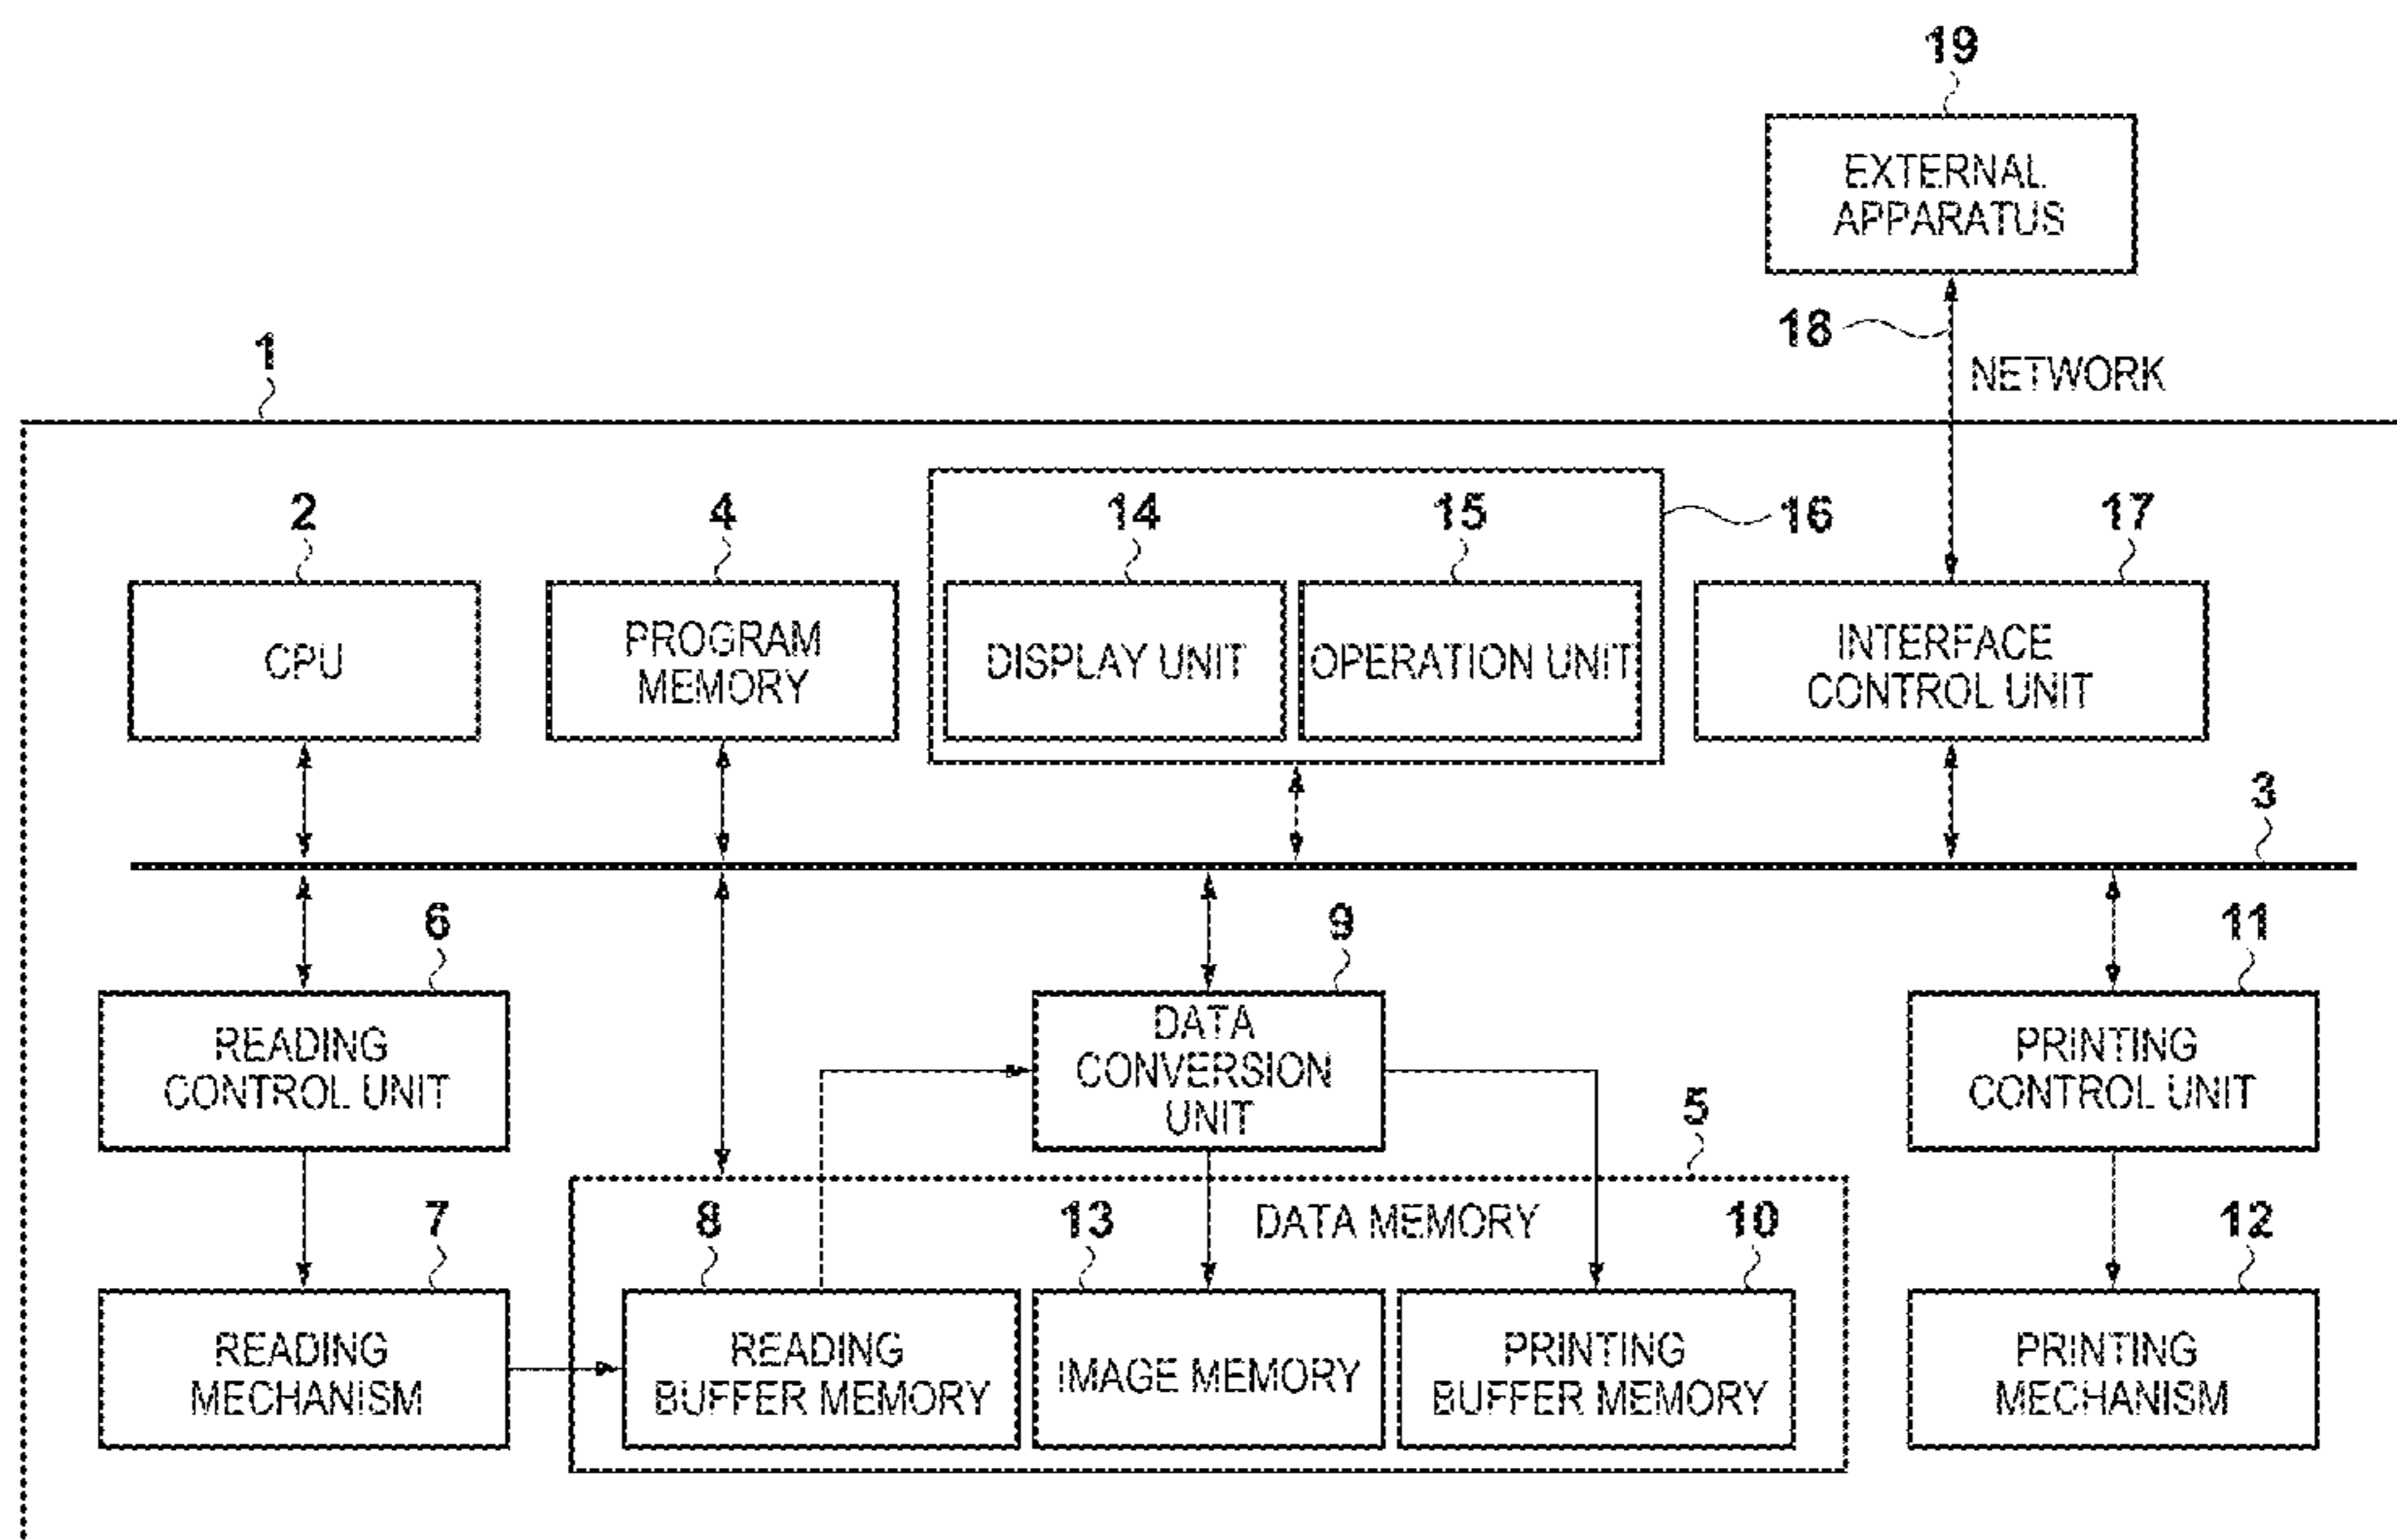 19
EXTERNAL
APPARATUS
18
NETWORK
1
2
4
14
15
16
17
CPU
PROGRAM
MEMORY
DISPLAY UNIT
OPERATION UNIT
INTERFACE
CONTROL UNIT
3
6
9
11
READING
CONTROL UNIT
DATA
CONVERSION
UNIT
PRINTING
CONTROL UNIT
5
7
8
13
DATA MEMORY
10
12
READING
MECHANISM
READING
BUFFER MEMORY
IMAGE MEMORY
PRINTING
BUFFER MEMORY
PRINTING
MECHANISM